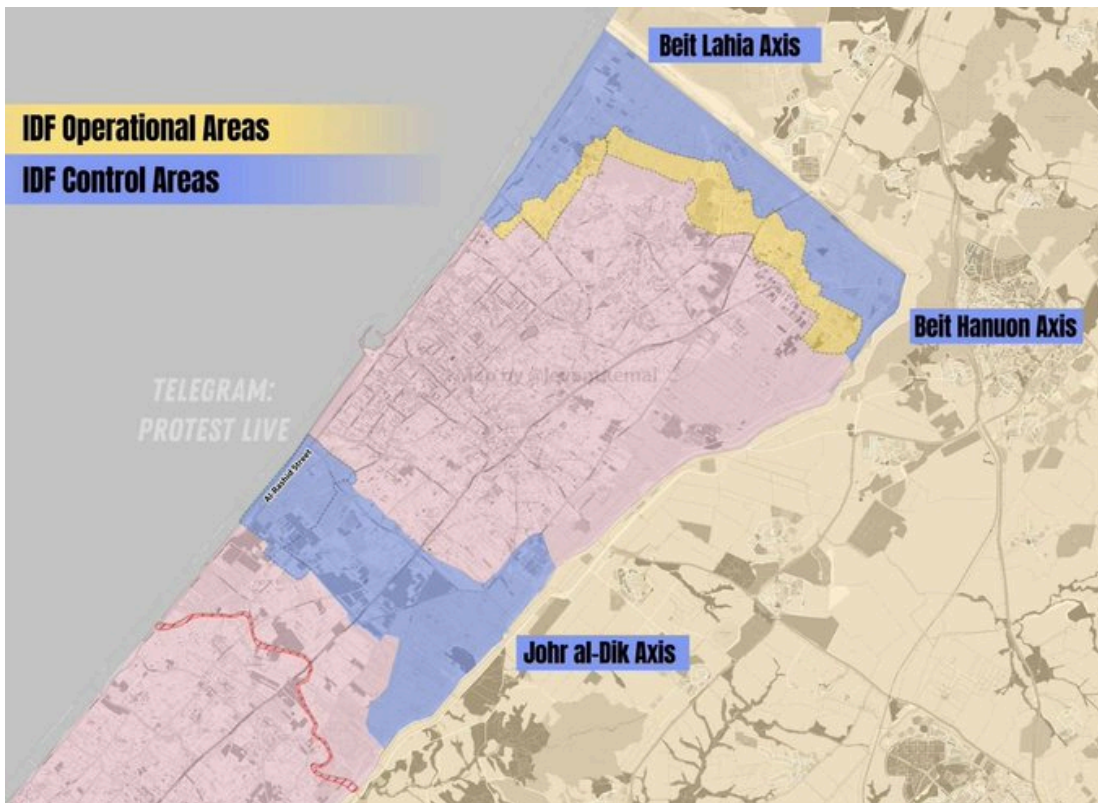 Beit Lahia Axis
IDF Operational Areas
IDF Control Areas
Beit Hanuon Axis
TELEGRAM:
PROTEST LIVE
Al-Rashid Street
Johr al-Dik Axis